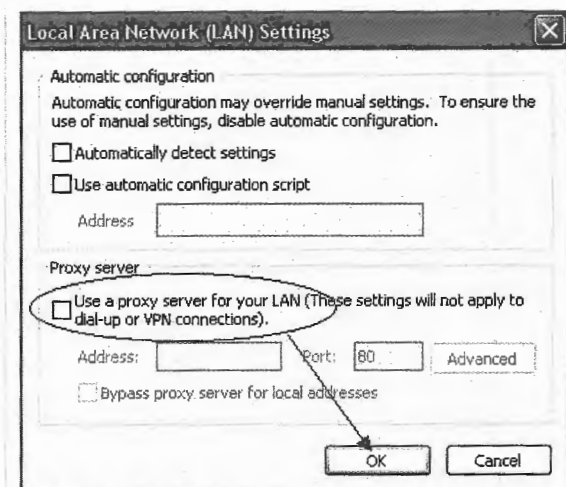 Local Area Network (LAN) Settings
Automatic configuration
Automatic configuration may override manual settings. To ensure the
use of manual settings, disable automatic configuration.
Automatically detect settings
Use automatic configuration script
Address
Proxy server
Use a proxy server for your LAN (These settings will not apply to
dial-up or VPN connections).
Address: Port: 80 Advanced
Bypass proxy server for local addresses
OK Cancel